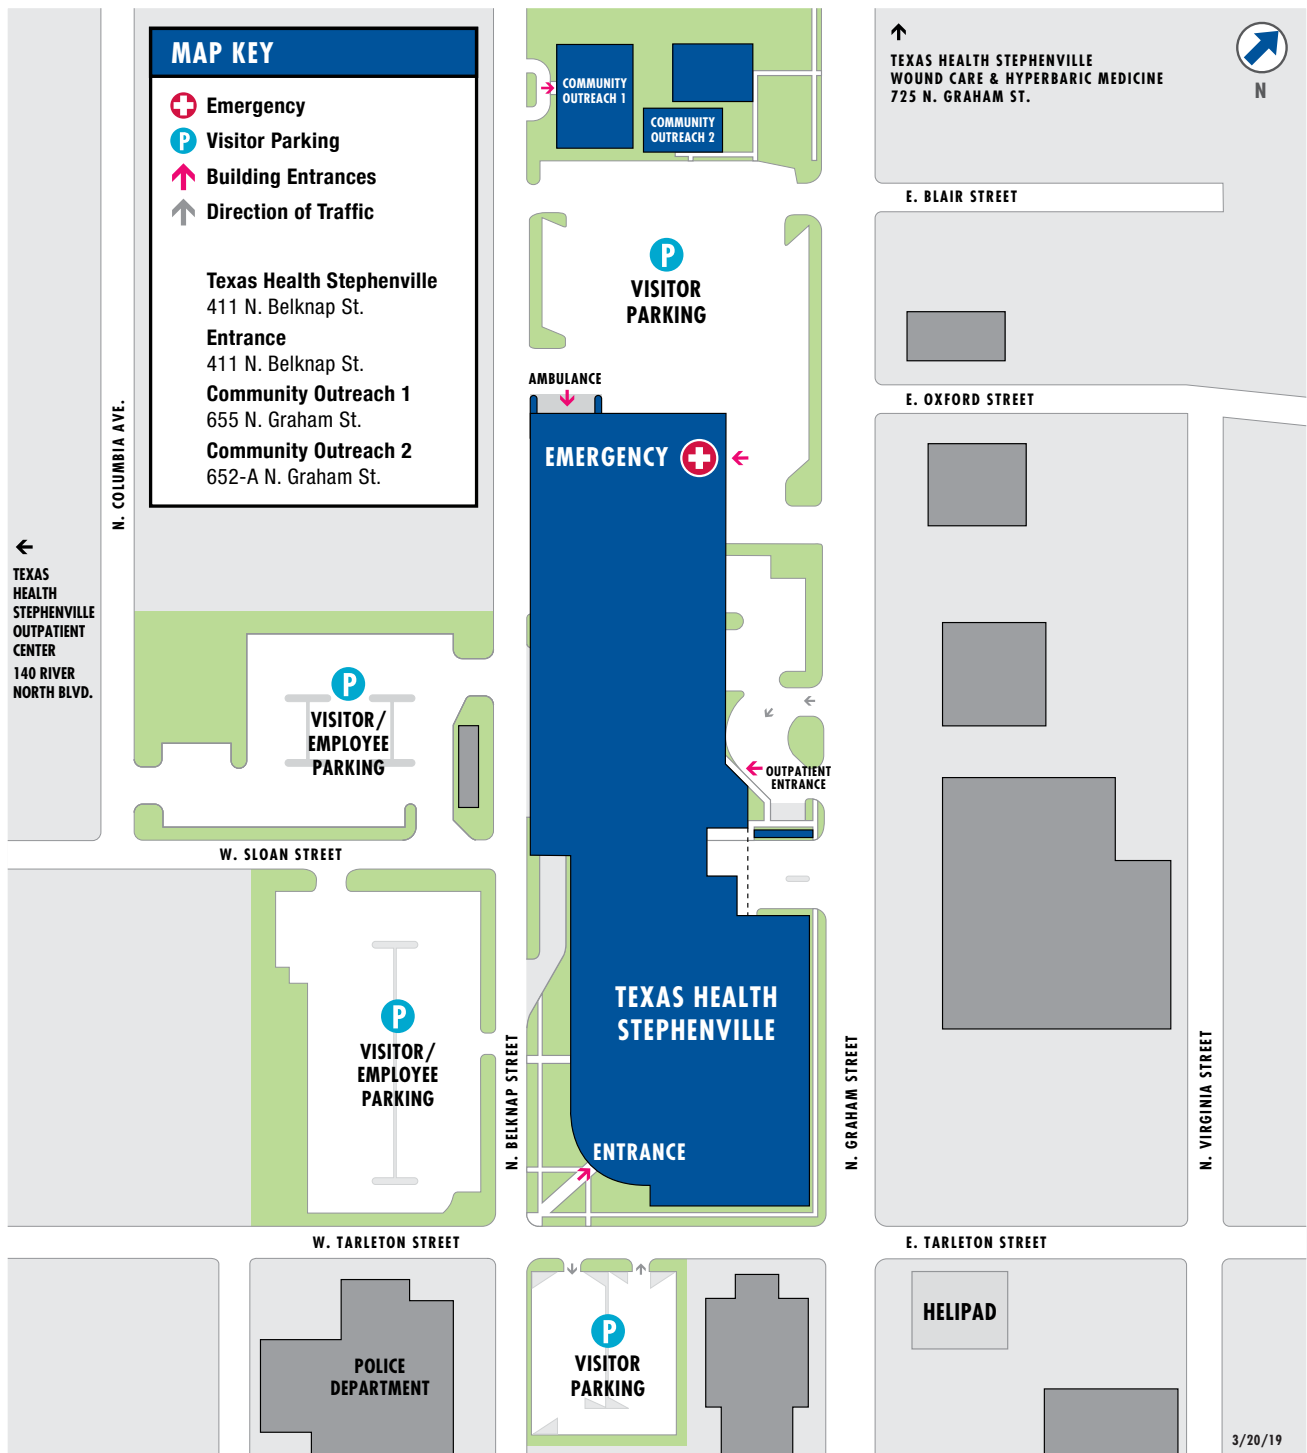 MAP KEY
Emergency
P Visitor Parking
Building Entrances
Direction of Traffic
Texas Health Stephenville
411 N. Belknap St.
Entrance
411 N. Belknap St.
Community Outreach 1
655 N. Graham St.
Community Outreach 2
652-A N. Graham St.
COMMUNITY
OUTREACH 1
COMMUNITY
OUTREACH 2
TEXAS HEALTH STEPHENVILLE
WOUND CARE & HYPERBARIC MEDICINE
725 N. GRAHAM ST.
N
E. BLAIR STREET
P
VISITOR
PARKING
AMBULANCE
E. OXFORD STREET
EMERGENCY
N. COLUMBIA AVE.
TEXAS
HEALTH
STEPHENVILLE
OUTPATIENT
CENTER
140 RIVER
NORTH BLVD.
P
VISITOR/
EMPLOYEE
PARKING
OUTPATIENT
ENTRANCE
W. SLOAN STREET
P
VISITOR/
EMPLOYEE
PARKING
TEXAS HEALTH
STEPHENVILLE
N. BELKNAP STREET
N. GRAHAM STREET
N. VIRGINIA STREET
ENTRANCE
W. TARLETON STREET
E. TARLETON STREET
HELIPAD
P
VISITOR
PARKING
POLICE
DEPARTMENT
3/20/19